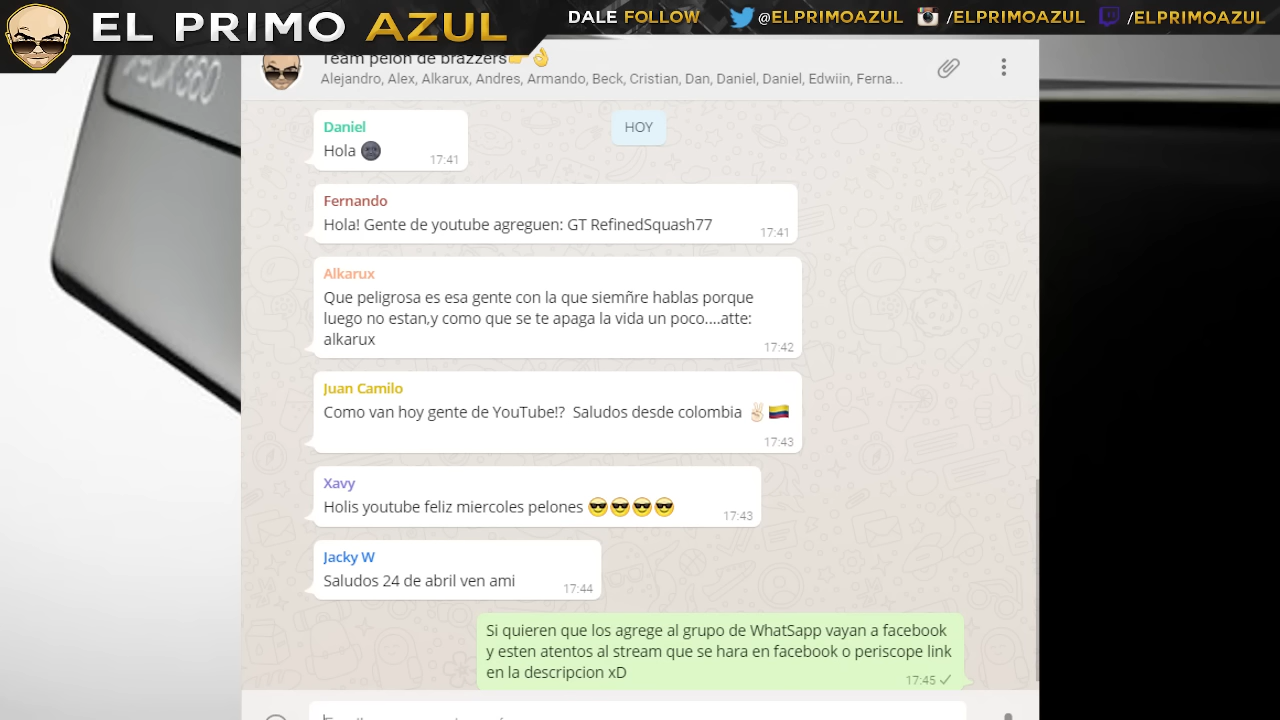 EL PRIMO AZUL
DALE FOLLOW @ELPRIMOAZUL /ELPRIMOAZUL /ELPRIMOAZUL
XBOX 360
Team pelon de brazzers👉👌
Alejandro, Alex, Alkarux, Andres, Armando, Beck, Cristian, Dan, Daniel, Daniel, Edwiin, Ferna...
HOY
Daniel
Hola 🌚
17:41
Fernando
Hola! Gente de youtube agreguen: GT RefinedSquash77
17:41
Alkarux
Que peligrosa es esa gente con la que siemñre hablas porque
luego no estan,y como que se te apaga la vida un poco....atte:
alkarux
17:42
Juan Camilo
Como van hoy gente de YouTube!? Saludos desde colombia ✌🏻🇨🇴
17:43
Xavy
Holis youtube feliz miercoles pelones 😎😎😎😎
17:43
Jacky W
Saludos 24 de abril ven ami
17:44
Si quieren que los agrege al grupo de WhatSapp vayan a facebook
y esten atentos al stream que se hara en facebook o periscope link
en la descripcion xD
17:45